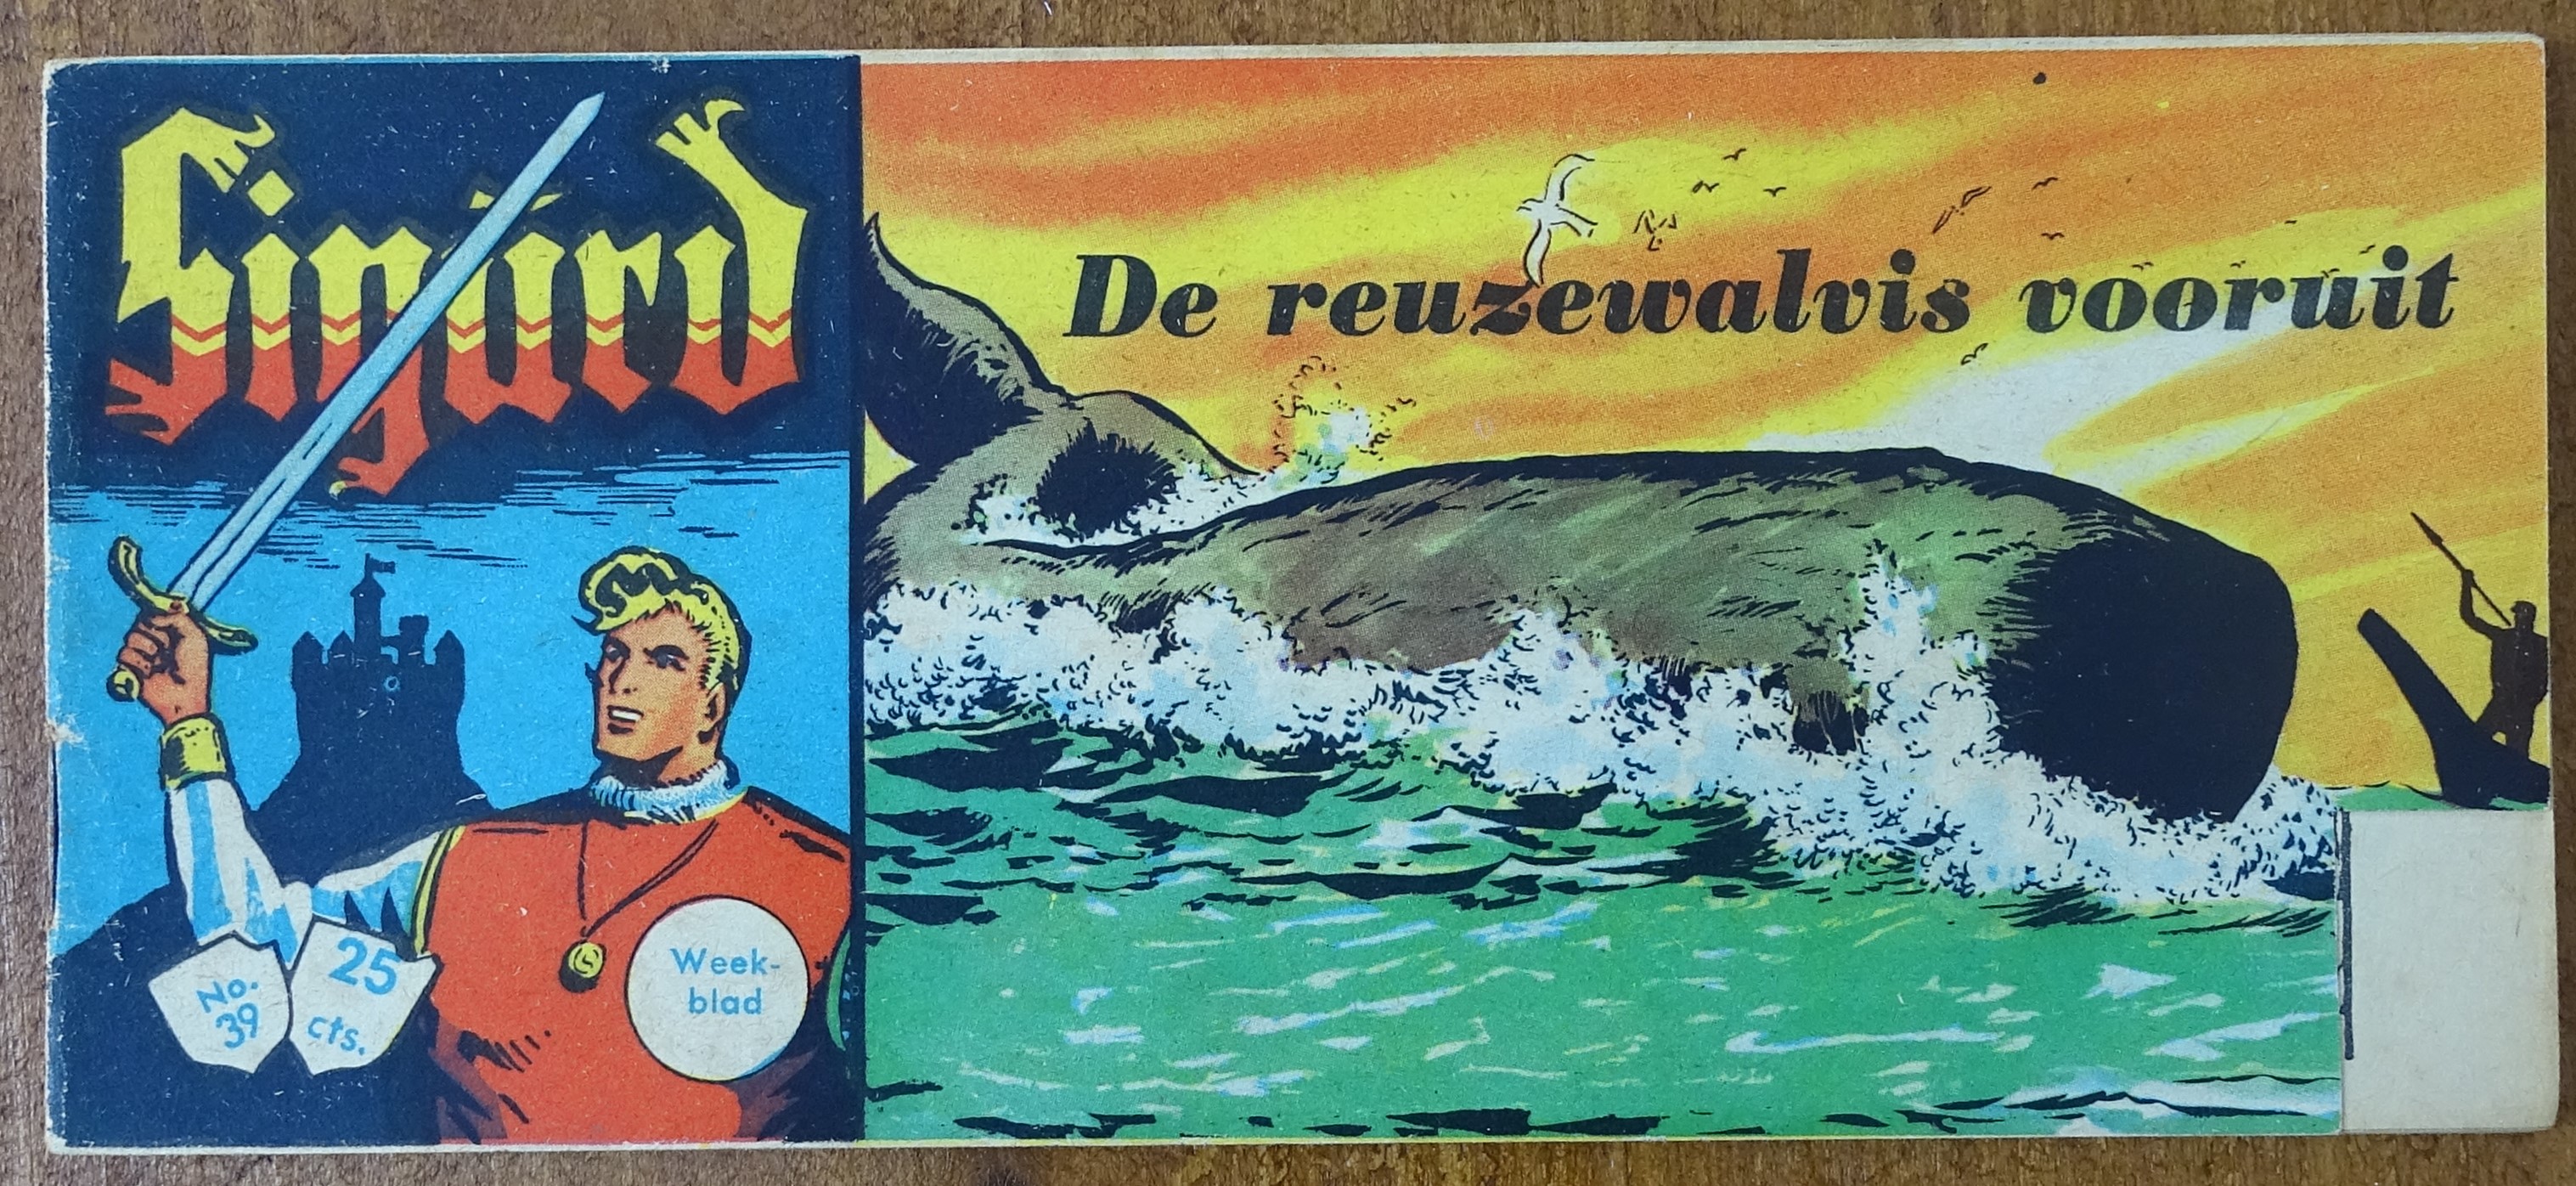 Sigurd
De reuzewalvis vooruit
No.
39
25
cts.
Week-
blad